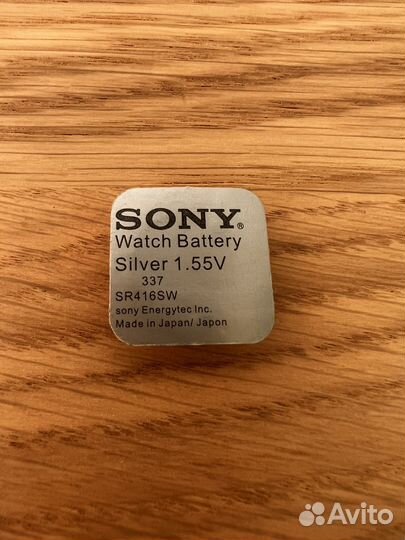 SONY®
Watch Battery
Silver 1.55V
337
SR416SW
sony Energytec Inc.
Made in Japan/ Japon
Avito